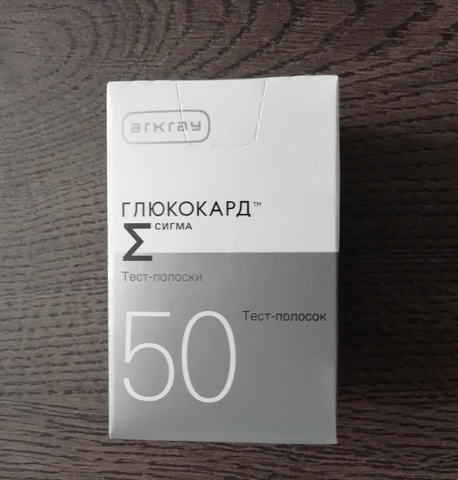 arkray
ГЛЮКОКАРД™
Σ СИГМА
Тест-полоски
50 Тест-полосок